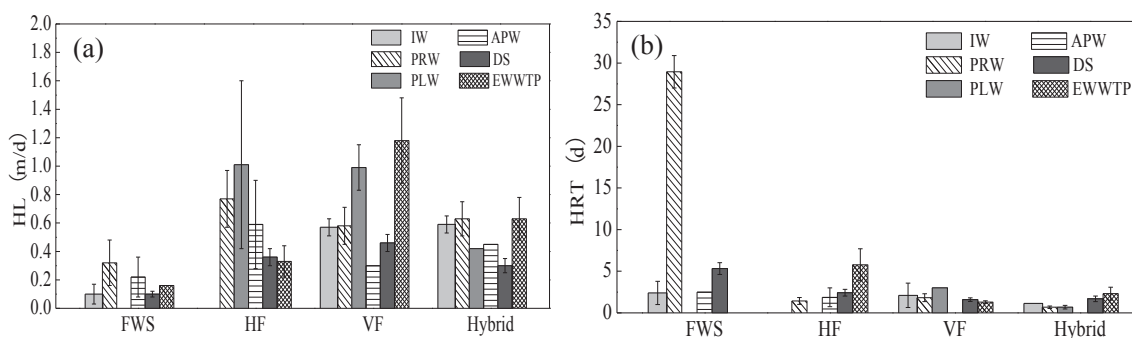 (a)
IW APW
PRW DS
PLW EWWTP
HL (m/d)
2.0
1.8
1.6
1.4
1.2
1.0
0.8
0.6
0.4
0.2
0.0
FWS HF VF Hybrid
(b)
IW APW
PRW DS
PLW EWWTP
HRT (d)
35
30
25
20
15
10
5
0
FWS HF VF Hybrid